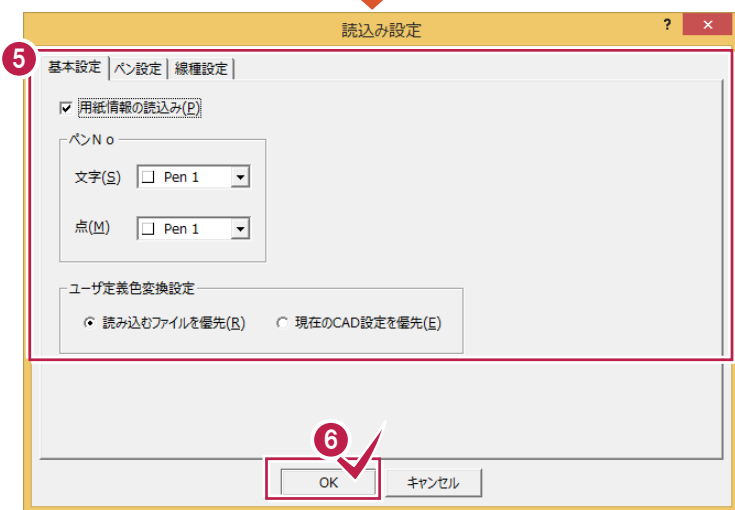 読込み設定
? ×
5
基本設定 ペン設定 線種設定
用紙情報の読込み(P)
ペンNo
文字(S) Pen 1
点(M) Pen 1
ユーザ定義色変換設定
読み込むファイルを優先(R) 現在のCAD設定を優先(E)
6
OK キャンセル